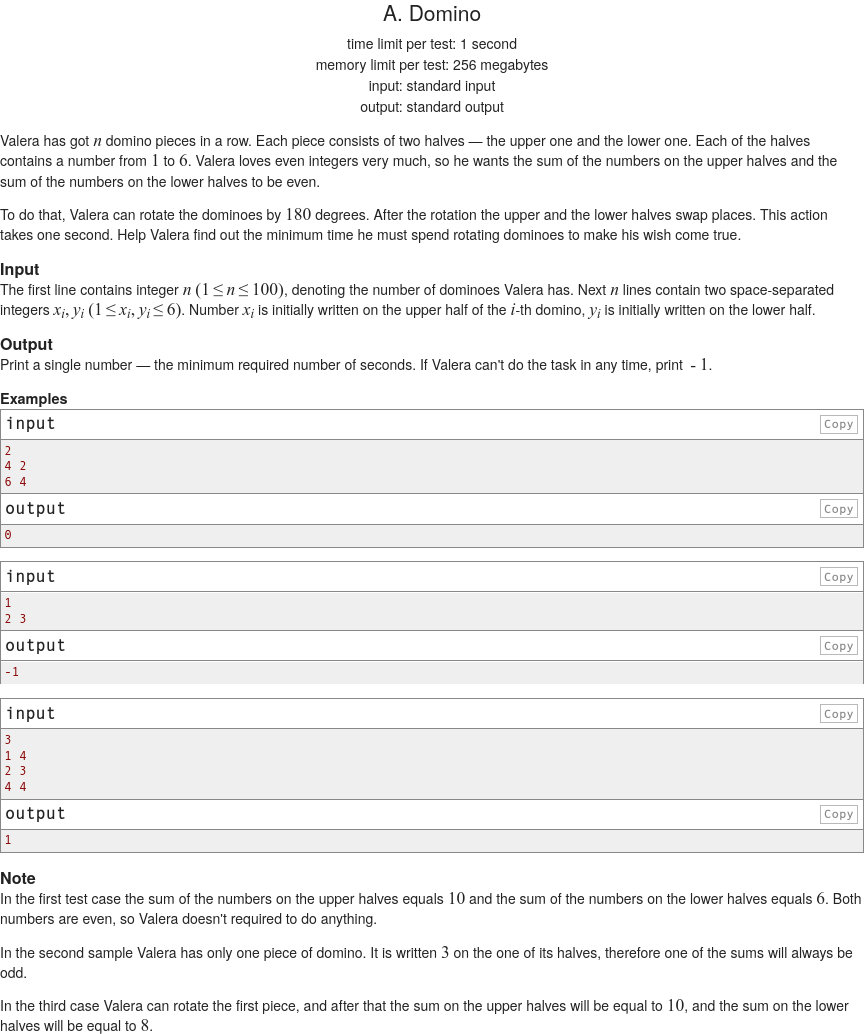 A. Domino
time limit per test: 1 second
memory limit per test: 256 megabytes
input: standard input
output: standard output
Valera has got n domino pieces in a row. Each piece consists of two halves — the upper one and the lower one. Each of the halves
contains a number from 1 to 6. Valera loves even integers very much, so he wants the sum of the numbers on the upper halves and the
sum of the numbers on the lower halves to be even.
To do that, Valera can rotate the dominoes by 180 degrees. After the rotation the upper and the lower halves swap places. This action
takes one second. Help Valera find out the minimum time he must spend rotating dominoes to make his wish come true.
Input
The first line contains integer n (1 ≤ n ≤ 100), denoting the number of dominoes Valera has. Next n lines contain two space-separated
integers xi, yi (1 ≤ xi, yi ≤ 6). Number xi is initially written on the upper half of the i-th domino, yi is initially written on the lower half.
Output
Print a single number — the minimum required number of seconds. If Valera can't do the task in any time, print  - 1.
Examples
input
Copy
2
4 2
6 4
output
Copy
0
input
Copy
1
2 3
output
Copy
-1
input
Copy
3
1 4
2 3
4 4
output
Copy
1
Note
In the first test case the sum of the numbers on the upper halves equals 10 and the sum of the numbers on the lower halves equals 6. Both
numbers are even, so Valera doesn't required to do anything.
In the second sample Valera has only one piece of domino. It is written 3 on the one of its halves, therefore one of the sums will always be
odd.
In the third case Valera can rotate the first piece, and after that the sum on the upper halves will be equal to 10, and the sum on the lower
halves will be equal to 8.